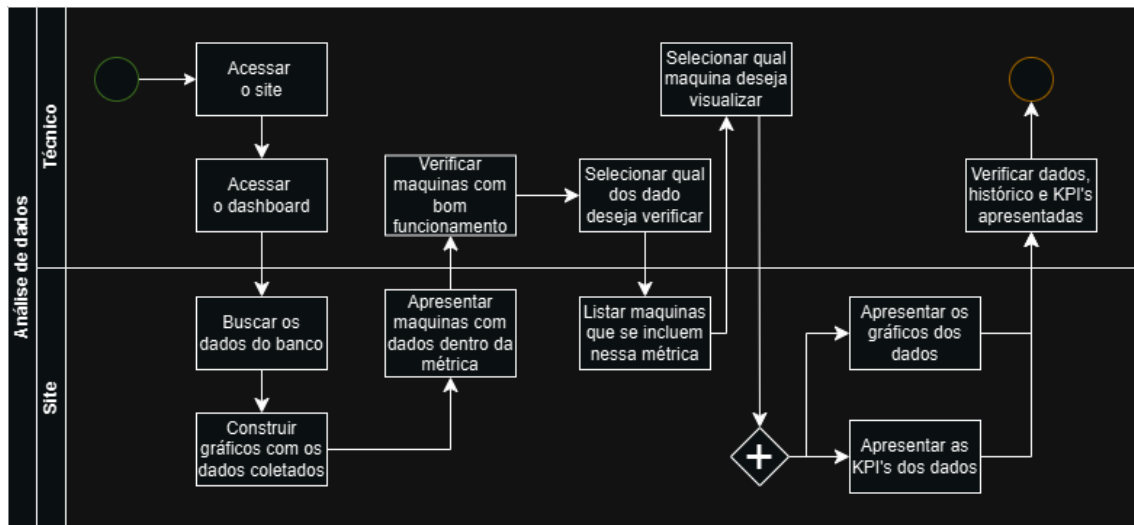 Análise de dados
Técnico
Acessar
o site
Acessar
o dashboard
Verificar
maquinas com
bom
funcionamento
Selecionar qual
dos dado
deseja verificar
Selecionar qual
maquina deseja
visualizar
Verificar dados,
histórico e KPI's
apresentadas
Site
Buscar os
dados do banco
Construir
gráficos com os
dados coletados
Apresentar
maquinas com
dados dentro da
métrica
Listar maquinas
que se incluem
nessa métrica
Apresentar os
gráficos dos
dados
Apresentar as
KPI's dos dados